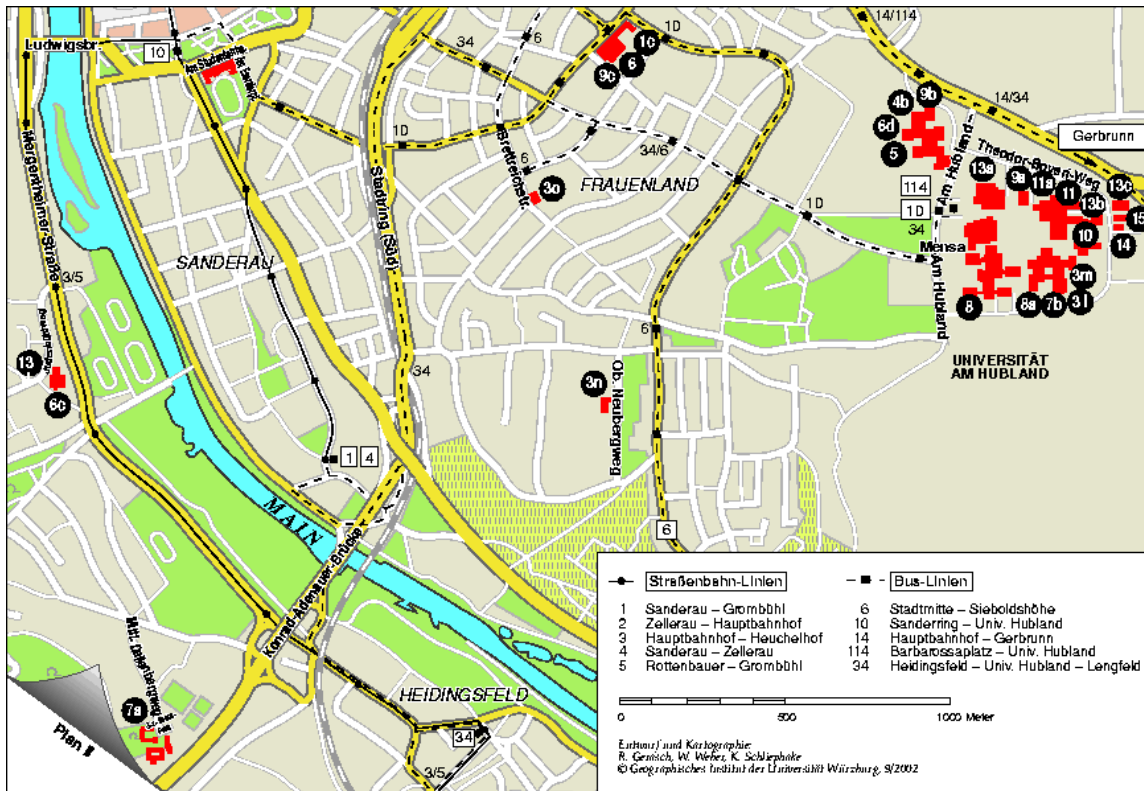 Ludwigsbr.
10
Am Studentenhs.
1D
34
6
1c
6
9c
1D
14/114
9b
4b
6d
5
14/34
Gerbrunn
Theodor-Boveri-Weg
Am Hubland
13a
9a
11a
11
13b
13c
15
14
10
3m
3l
7b
8a
8
114
1D
34
Mensa
Am Hubland
UNIVERSITÄT
AM HUBLAND
Mergentheimer-Straße
3/5
SANDERAU
Stadtring (Süd)
1D
6
Brettreichstr.
3o
FRAUENLAND
34/6
1D
13
6c
34
6
3n
Ob. Neubergweg
1
4
MAIN
Konrad-Adenauer-Brücke
6
Mittl. Dallenbergweg
7a
Plan II
HEIDINGSFELD
34
3/5
Straßenbahn-Linien
1 Sanderau – Grombühl
2 Zellerau – Hauptbahnhof
3 Hauptbahnhof – Heuchelhof
4 Sanderau – Zellerau
5 Rottenbauer – Grombühl
Bus-Linien
6 Stadtmitte – Sieboldshöhe
10 Sanderring – Univ. Hubland
14 Hauptbahnhof – Gerbrunn
114 Barbarossaplatz – Univ. Hubland
34 Heidingsfeld – Univ. Hubland – Lengfeld
0 500 1000 Meter
Entwurf und Kartographie:
R. Gerasch, W. Weber, K. Schliephake
© Geographisches Institut der Universität Würzburg, 9/2002